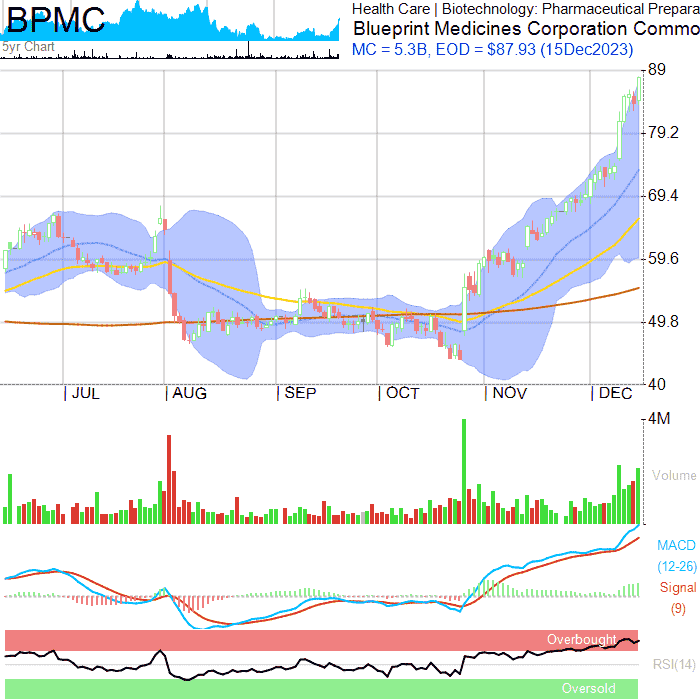 BPMC
5yr Chart
Health Care | Biotechnology: Pharmaceutical Prepara
Blueprint Medicines Corporation Commo
MC = 5.3B, EOD = $87.93 (15Dec2023)
89
79.2
69.4
59.6
49.8
40
JUL
AUG
SEP
OCT
NOV
DEC
4M
Volume
MACD
(12-26)
Signal
(9)
Overbought
RSI(14)
Oversold